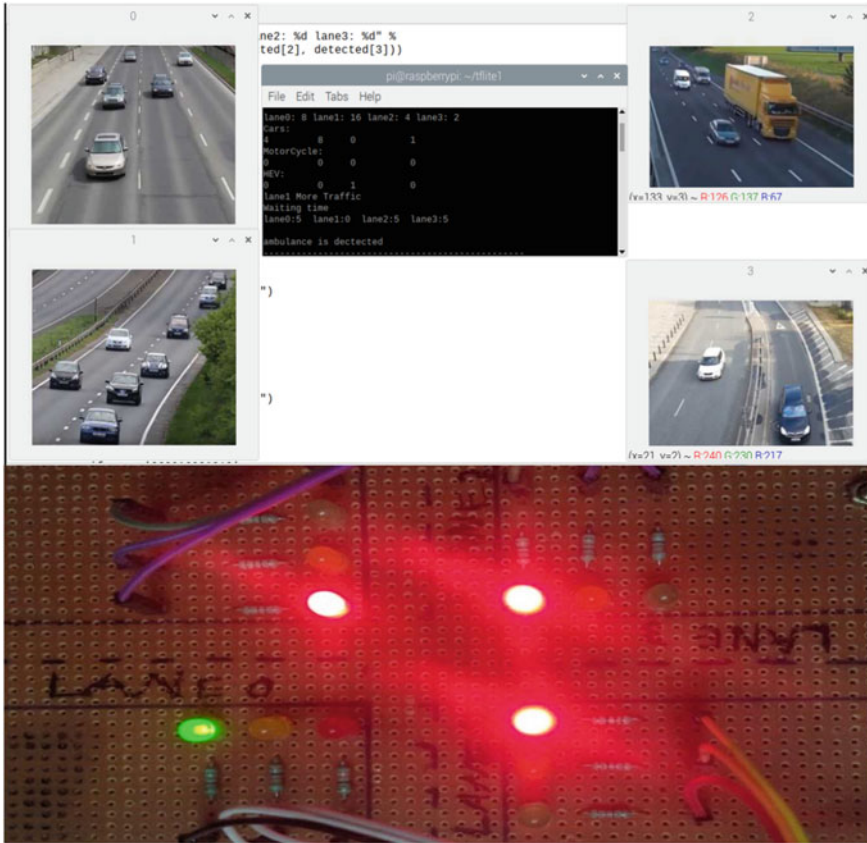 0
ne2: %d lane3: %d" %
ted[2], detected[3]))
2
pi@raspberrypi: ~/tflite1
File Edit Tabs Help
lane0: 8 lane1: 16 lane2: 4 lane3: 2
Cars:
4 8 0 1
MotorCycle:
0 0 0 0
HEV:
0 0 1 0
lane1 More Traffic
Waiting time
lane0:5 lane1:0 lane2:5 lane3:5
ambulance is dectected
(x=133, y=3) ~ R:126 G:137 B:67
1
")
3
")
(x=21, y=2) ~ R:240 G:230 B:217
LANE
LANE 0